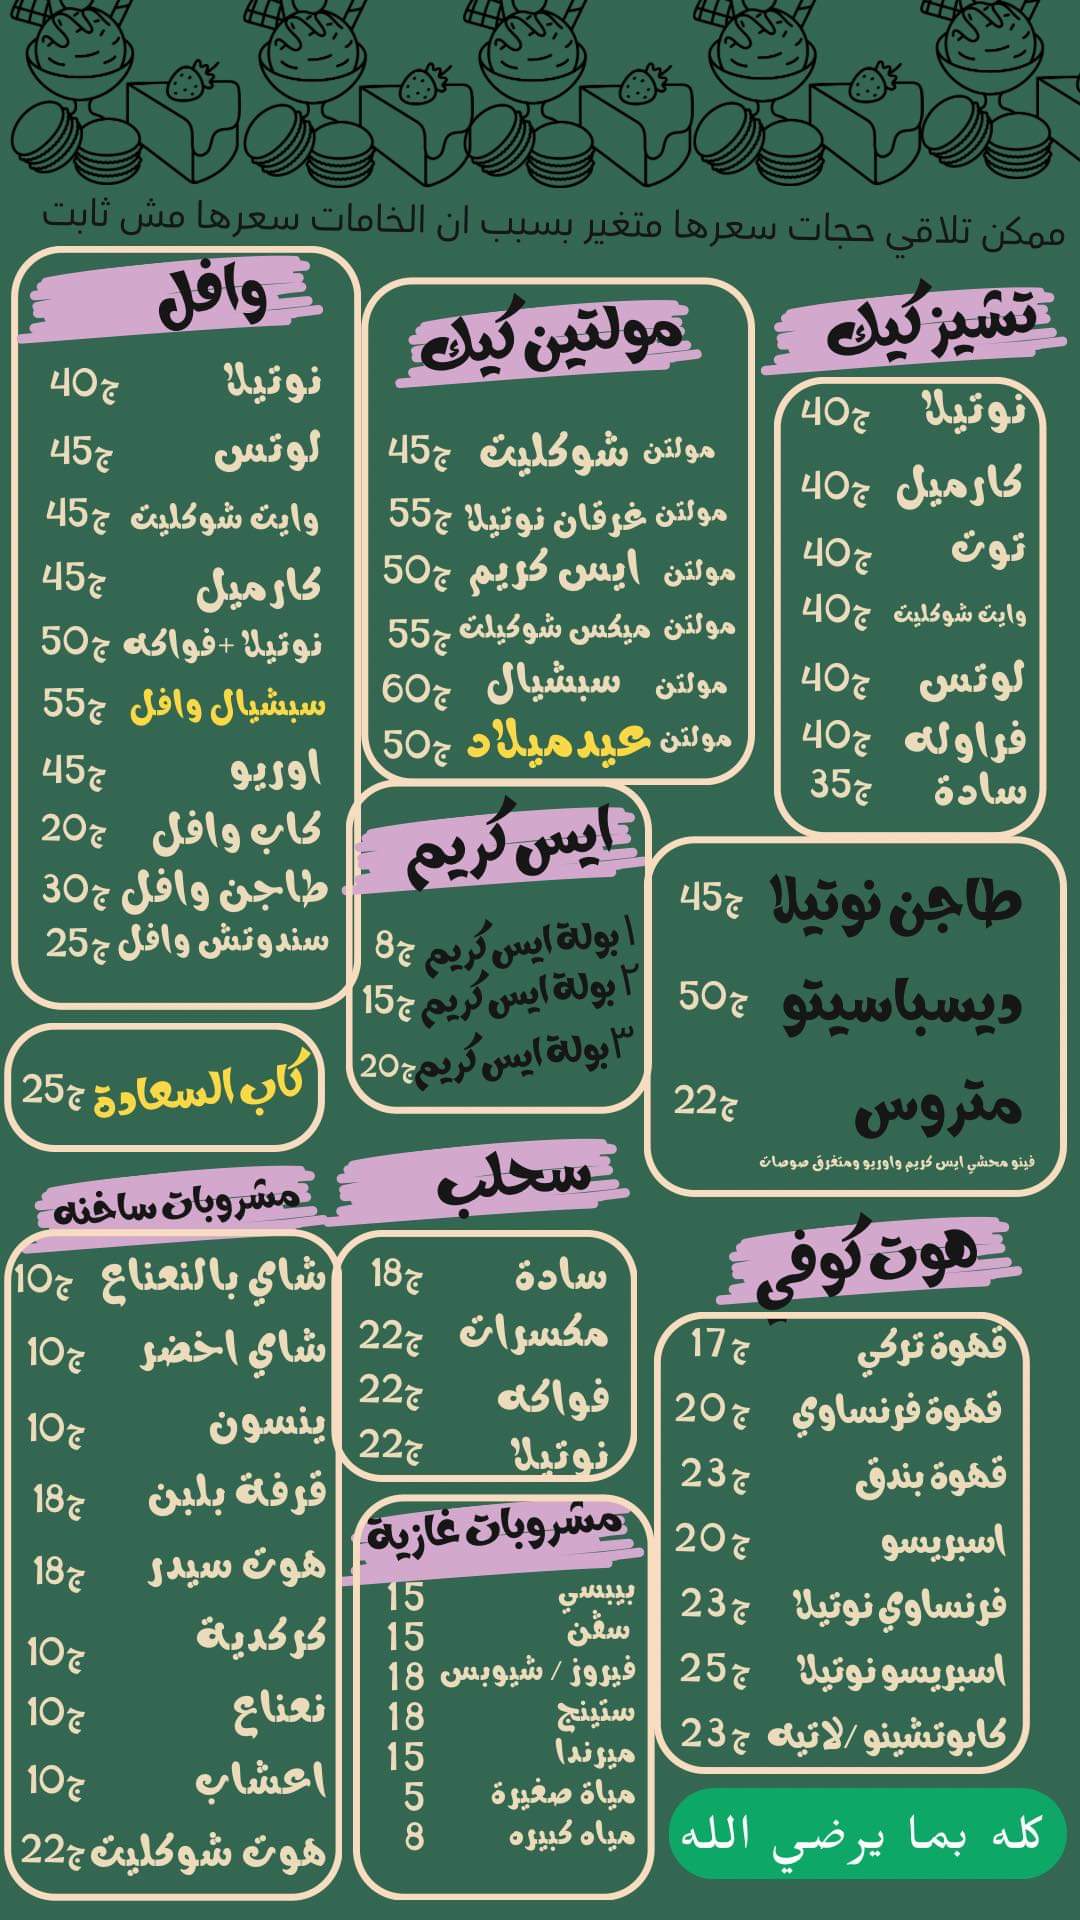 ممكن تلاقي حجات سعرها متغير بسبب ان الخامات سعرها مش ثابت
تشيز كيك
نوتيلا 40ج
كارميل 40ج
توت 40ج
وايت شوكليت 40ج
لوتس 40ج
فراوله 40ج
سادة 35ج
مولتين كيك
مولتن شوكليت 45ج
مولتن غرقان نوتيلا 55ج
مولتن ايس كريم 50ج
مولتن ميكس شوكيلت 55ج
مولتن سبشيال 60ج
مولتن عيد ميلاد 50ج
وافل
نوتيلا 40ج
لوتس 45ج
وايت شوكليت 45ج
كارميل 45ج
نوتيلا +فواكه 50ج
سبشيال وافل 55ج
اوريو 45ج
كاب وافل 20ج
طاجن وافل 30ج
سندوتش وافل 25ج
طاجن نوتيلا 45ج
ديسباسيتو 50ج
متروس 22ج
فينو محشي ايس كريم واوريو ومتغرق صوصات
ايس كريم
١ بولة ايس كريم 8ج
٢ بولة ايس كريم 15ج
٣ بولة ايس كريم 20ج
كاب السعادة 25ج
هوت كوفي
قهوة تركي 17ج
قهوة فرنساوي 20ج
قهوة بندق 23ج
اسبريسو 20ج
فرنساوي نوتيلا 23ج
اسبريسو نوتيلا 25ج
كابوتشينو /لاتيه 23ج
سحلب
سادة 18ج
مكسرات 22ج
فواكه 22ج
نوتيلا 22ج
مشروبات غازية
بيبسي 15
سڤن 15
فيروز / شيوبس 18
ستينج 18
ميرندا 15
مياة صغيرة 5
مياه كبيره 8
مشروبات ساخنه
شاي بالنعناع 10ج
شاي اخضر 10ج
ينسون 10ج
قرفة بلبن 18ج
هوت سيدر 18ج
كركدية 10ج
نعناع 10ج
اعشاب 10ج
هوت شوكليت 22ج
كله بما يرضي الله